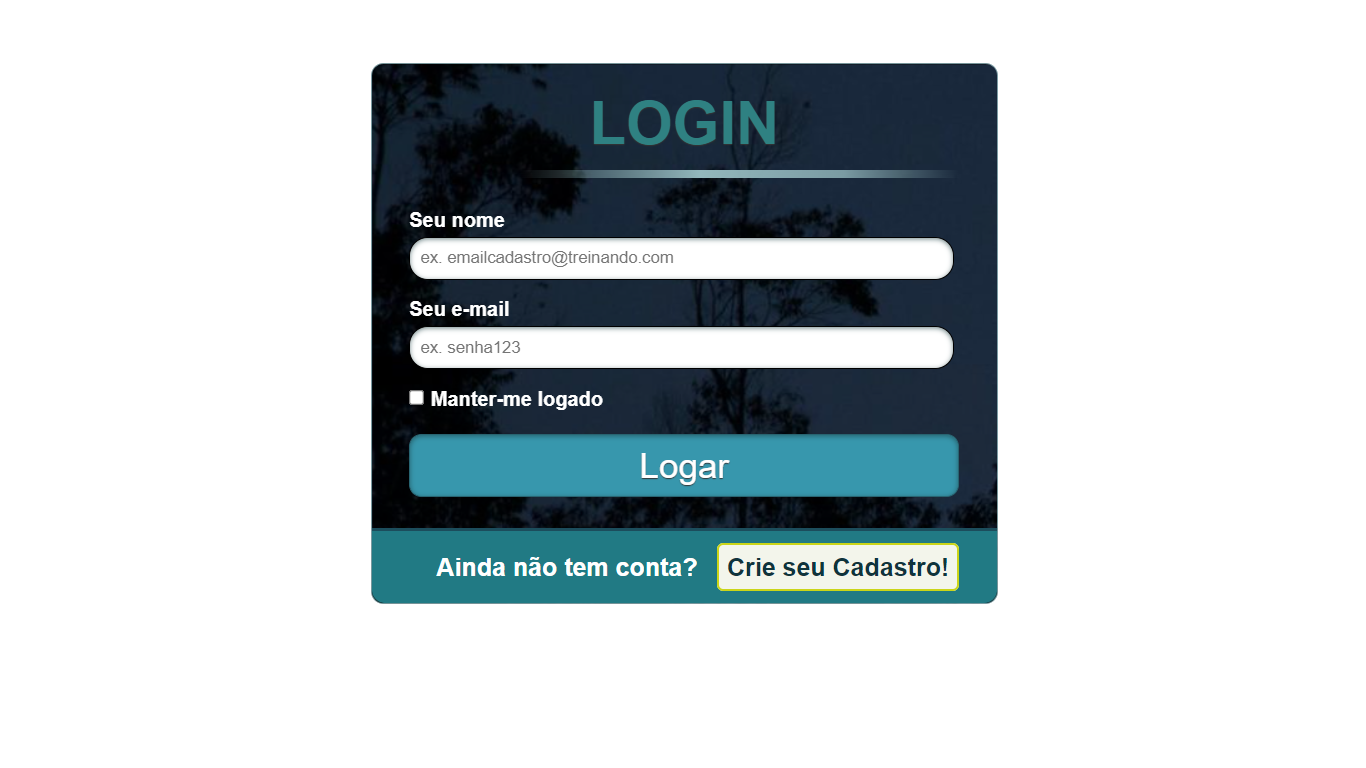 LOGIN
Seu nome
ex. emailcadastro@treinando.com
Seu e-mail
ex. senha123
Manter-me logado
Logar
Ainda não tem conta? Crie seu Cadastro!